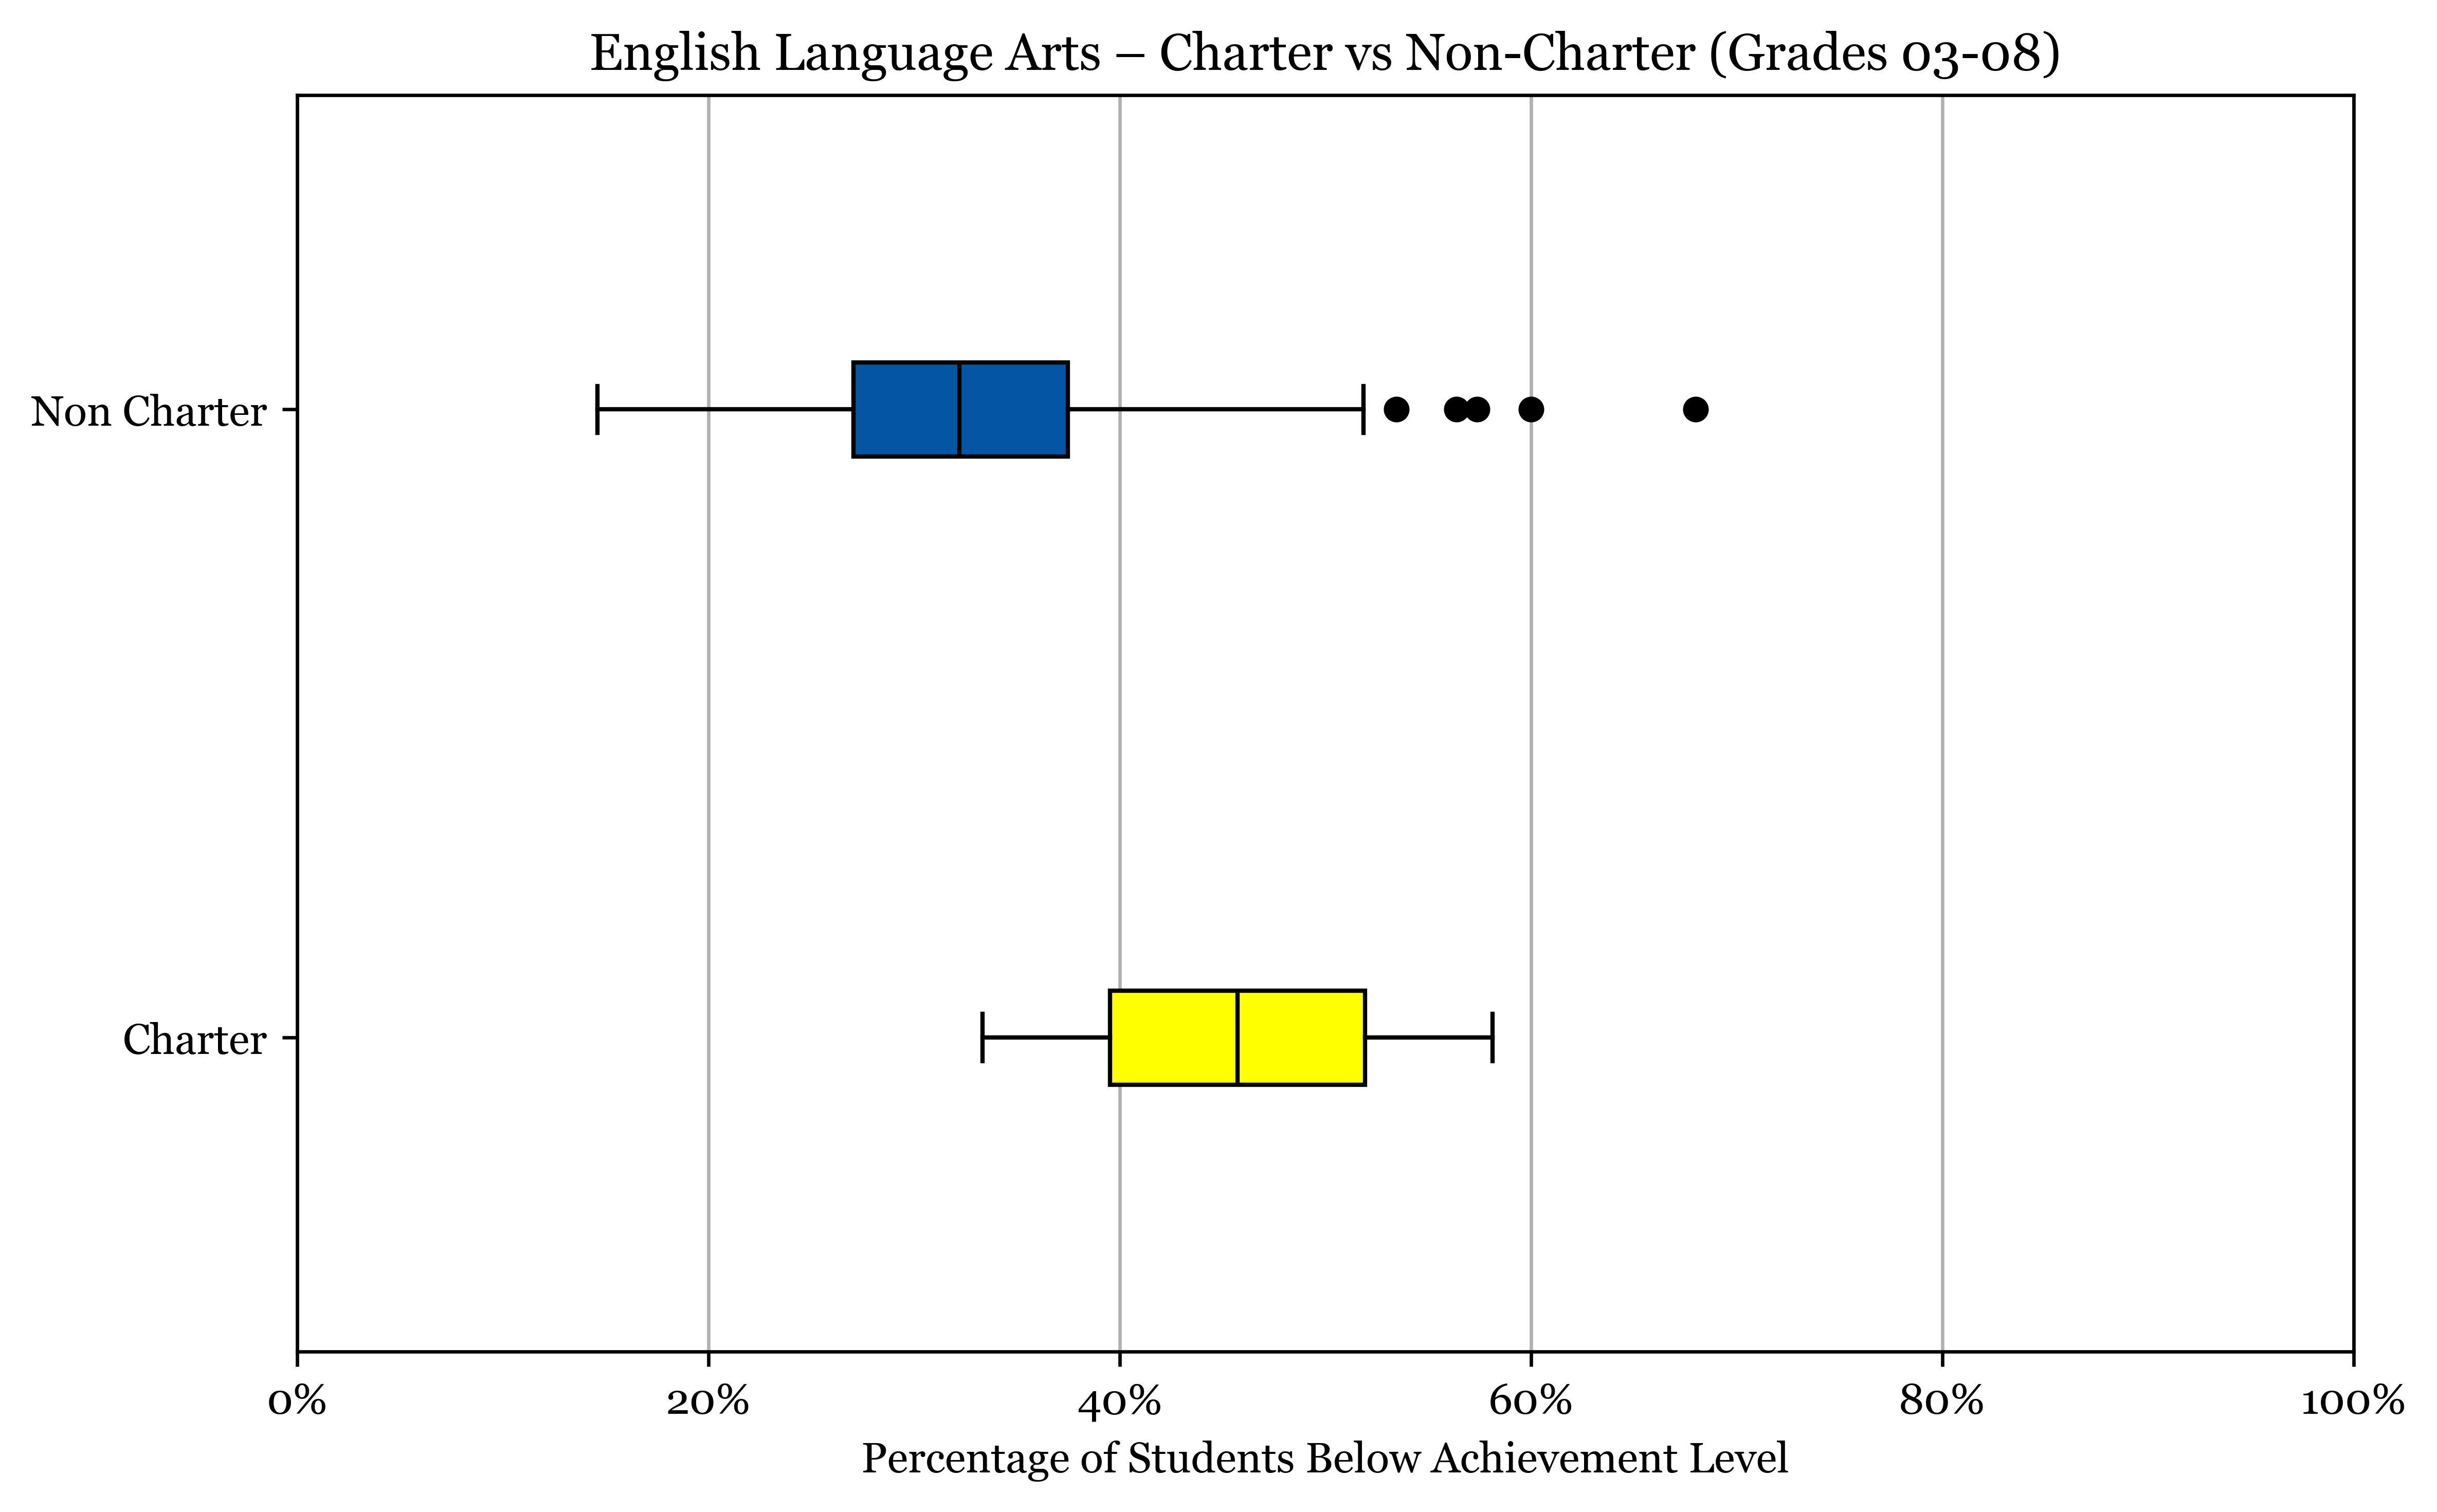 English Language Arts – Charter vs Non-Charter (Grades 03-08)
Non Charter
Charter
0% 20% 40% 60% 80% 100%
Percentage of Students Below Achievement Level